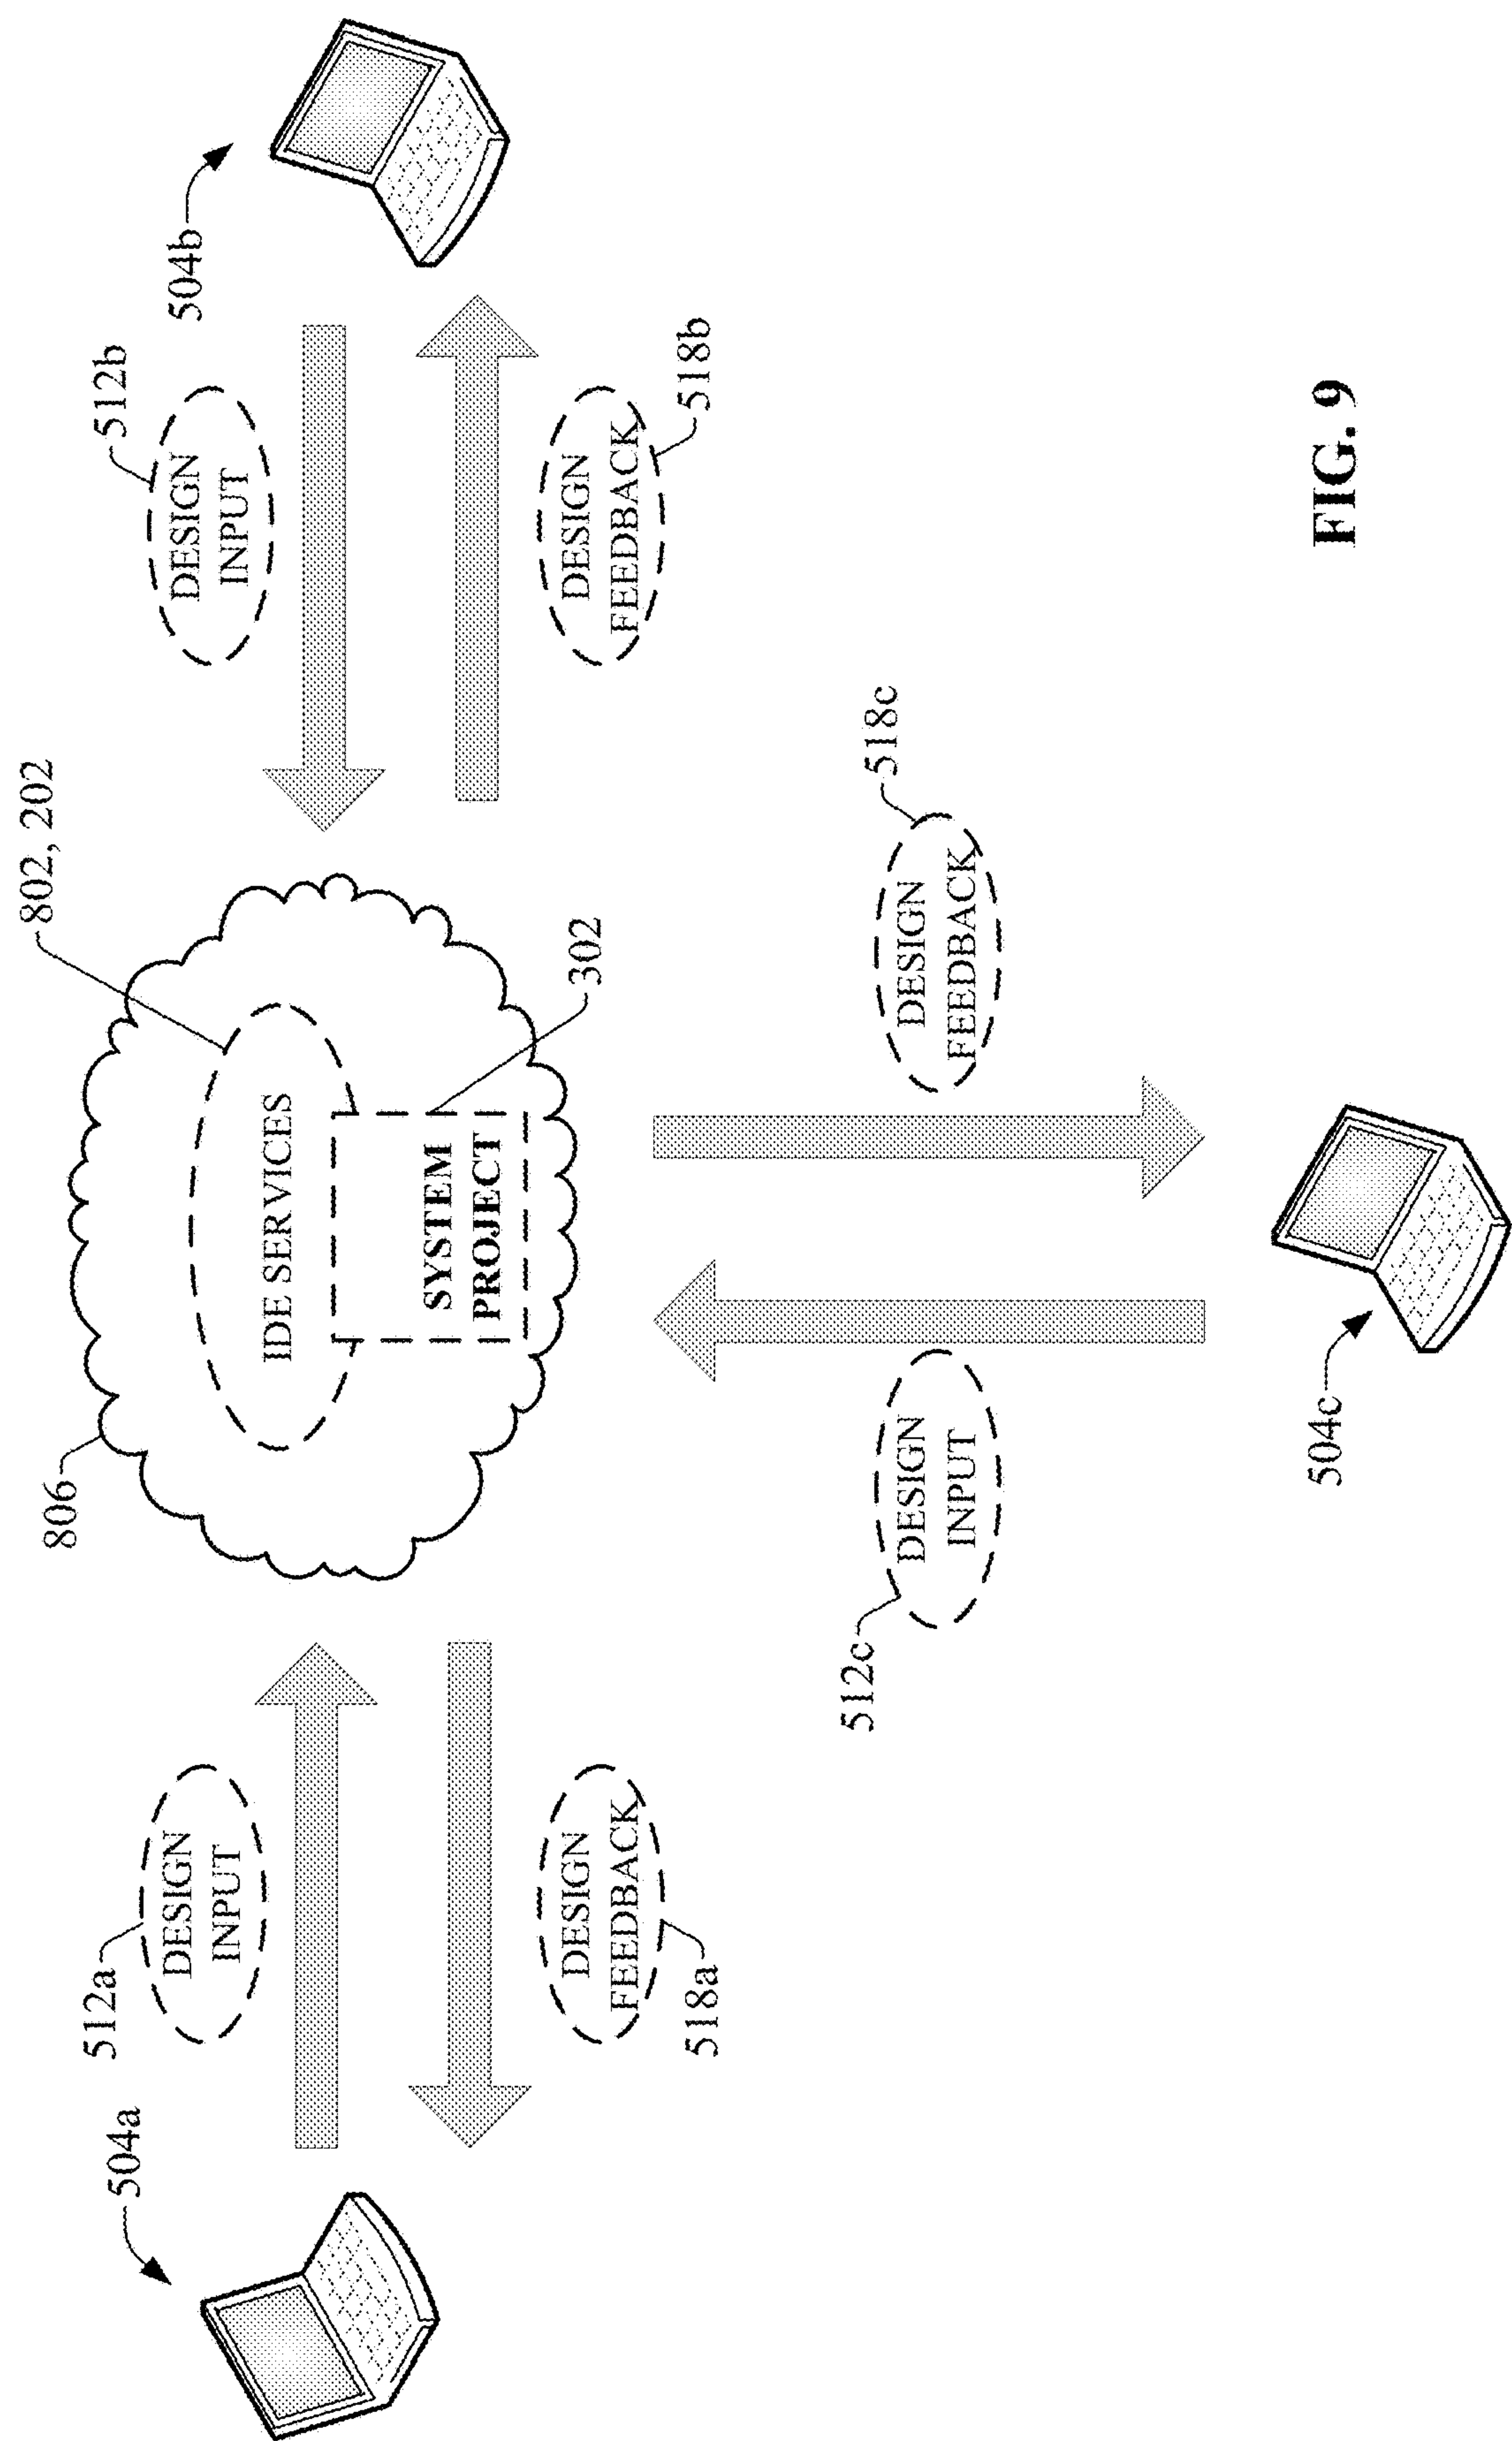 802, 202
806
504a
512a
DESIGN
INPUT
IDE SERVICES
512b
DESIGN
INPUT
504b
SYSTEM
PROJECT
302
DESIGN
FEEDBACK
518a
DESIGN
FEEDBACK
518b
512c
DESIGN
INPUT
DESIGN
FEEDBACK
518c
504c
FIG. 9